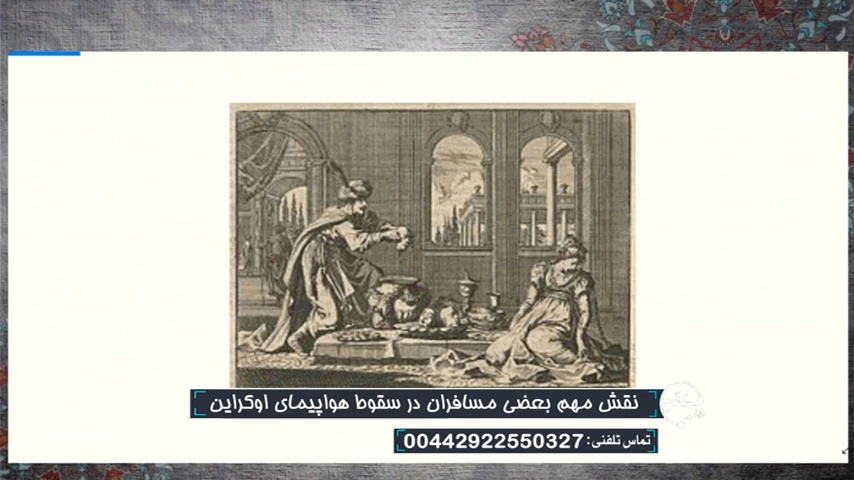 نقش مهم بعضی مسافران در سقوط هواپیمای اوکراین
تماس تلفنی: 00442922550327